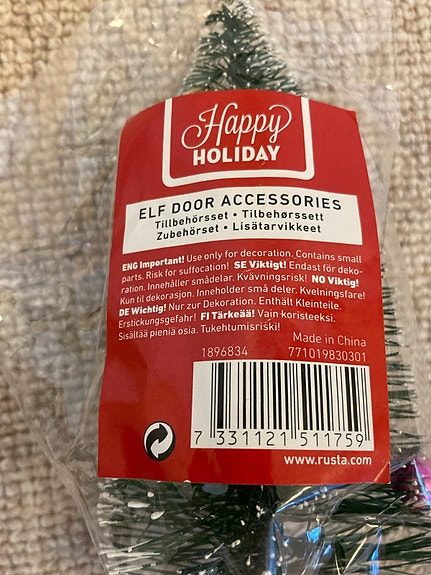 Happy
HOLIDAY
ELF DOOR ACCESSORIES
Tillbehörsset • Tilbehørssett
Zubehörset • Lisätarvikkeet
ENG Important! Use only for decoration. Contains small
parts. Risk for suffocation! SE Viktigt! Endast för deko-
ration. Innehåller smådelar. Kvävningsrisk! NO Viktig!
Kun til dekorasjon. Inneholder små deler. Kvelningsfare!
DE Wichtig! Nur zur Dekoration. Enthält Kleinteile.
Erstickungsgefahr! FI Tärkeää! Vain koristeeksi.
Sisältää pieniä osia. Tukehtumisriski!
Made in China
1896834 771019830301
7 331121 511759
www.rusta.com